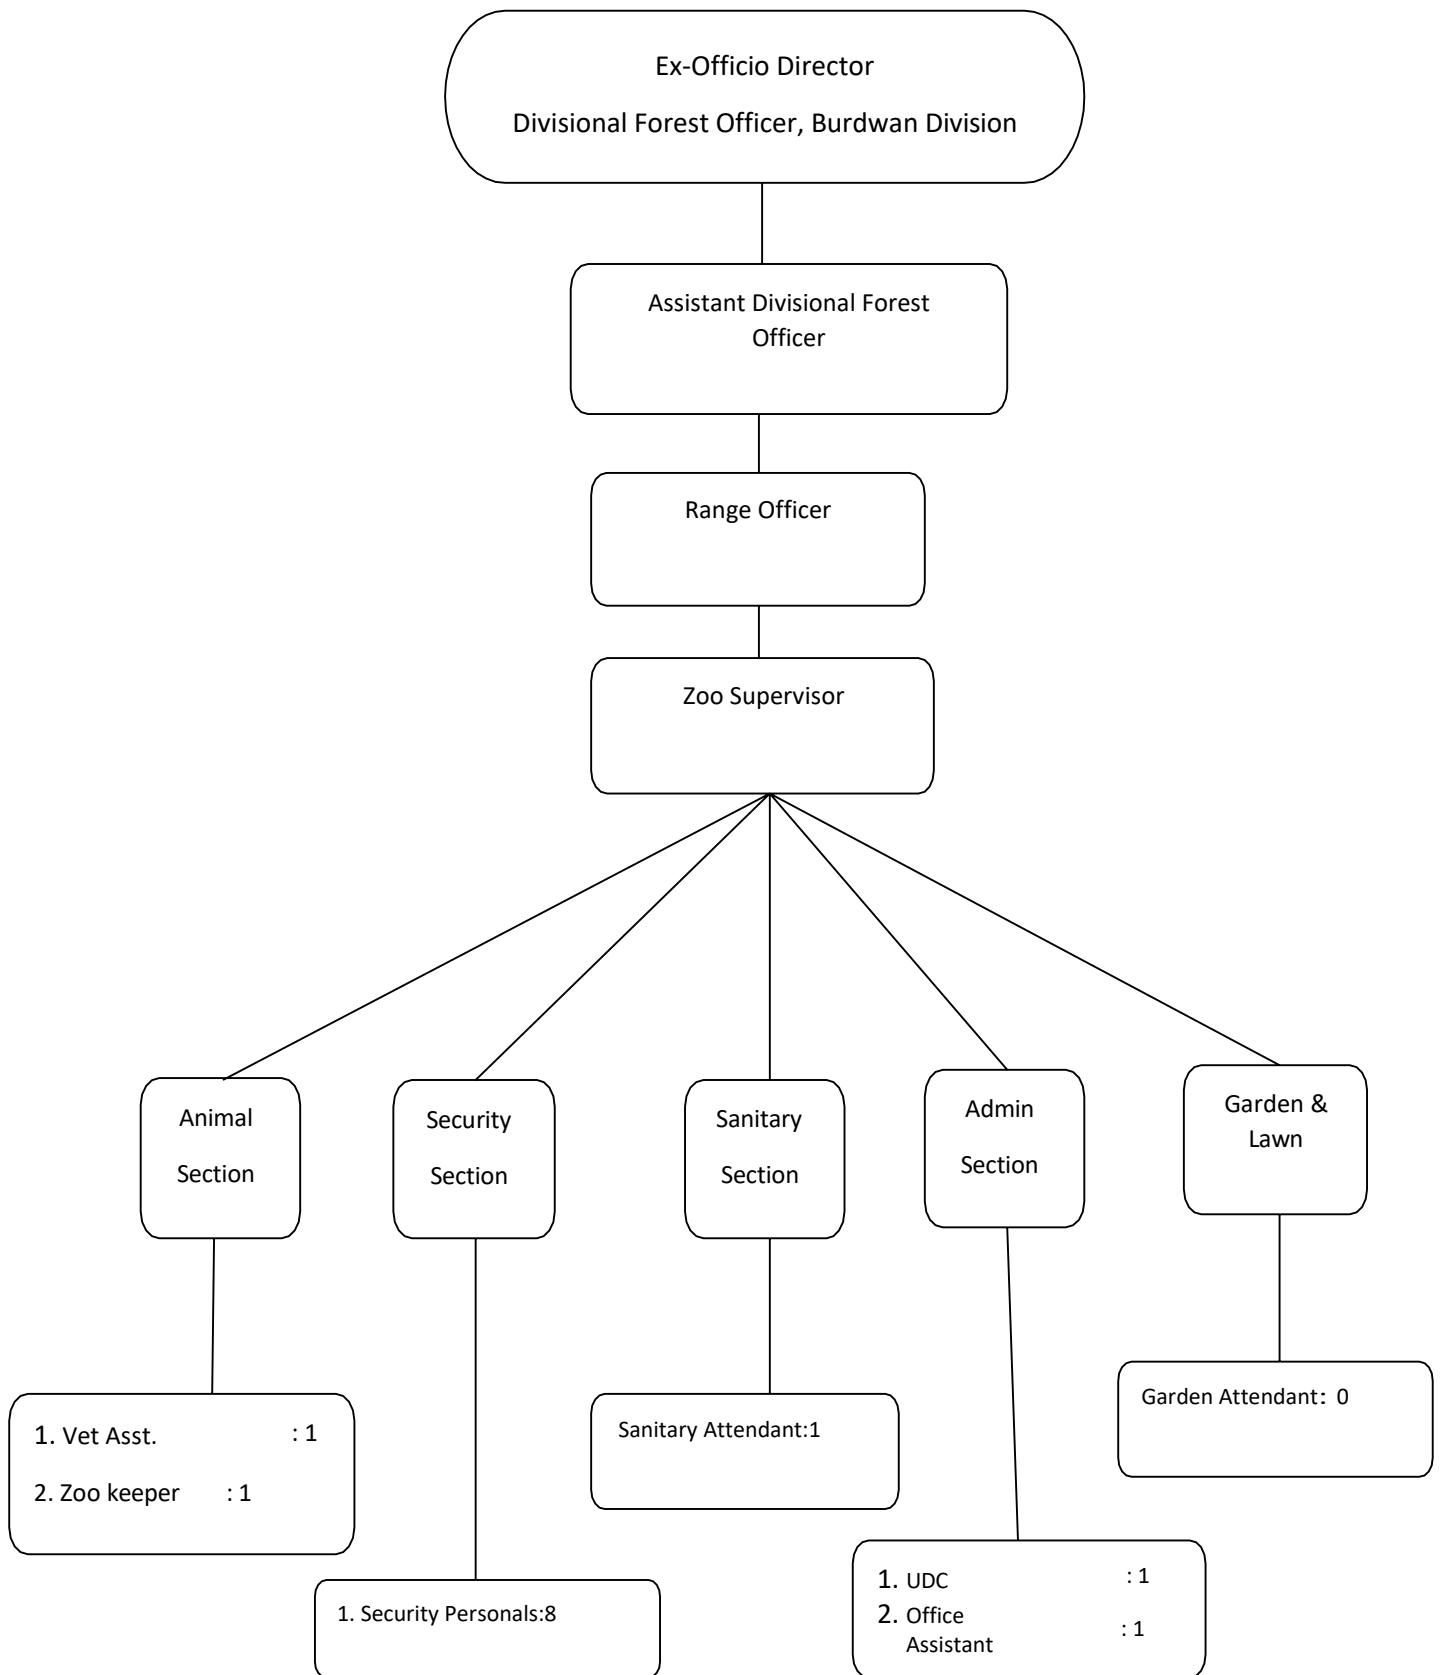 Ex-Officio Director
Divisional Forest Officer, Burdwan Division
Assistant Divisional Forest
Officer
Range Officer
Zoo Supervisor
Animal
Section
Security
Section
Sanitary
Section
Admin
Section
Garden &
Lawn
1. Vet Asst. : 1
2. Zoo keeper : 1
1. Security Personals:8
Sanitary Attendant:1
1. UDC : 1
2. Office
Assistant : 1
Garden Attendant: 0